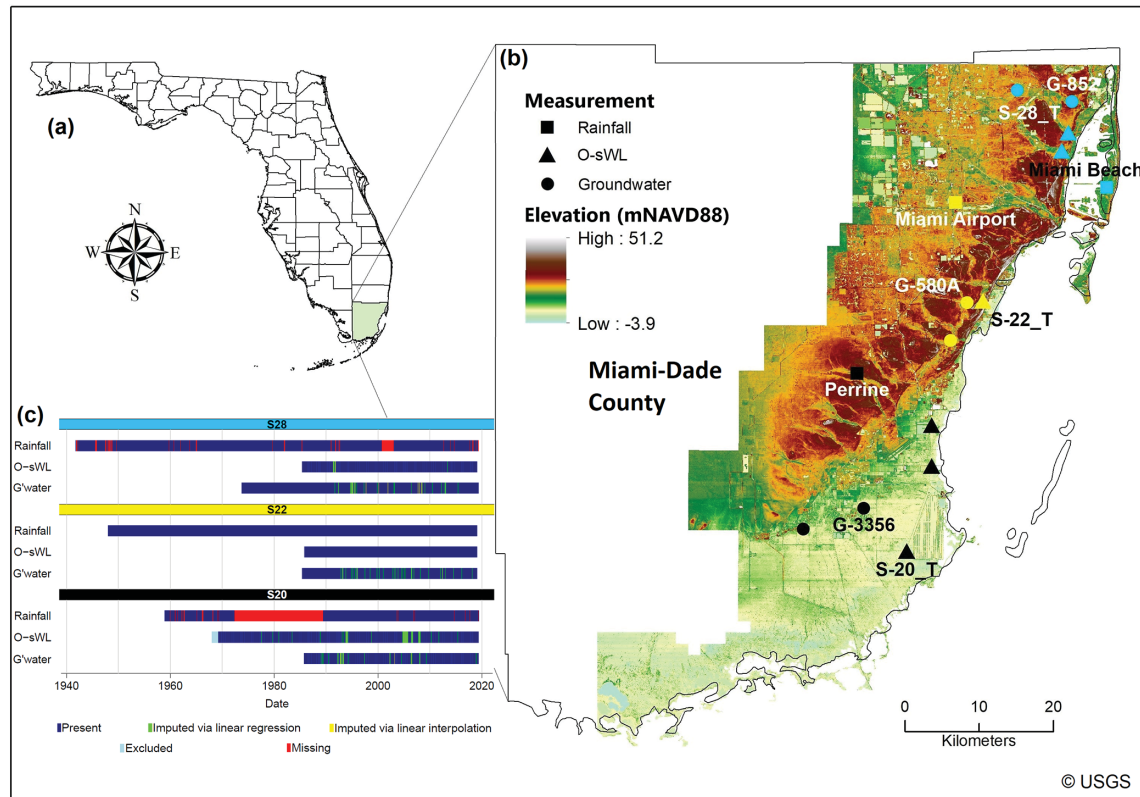 (a)
N
W
E
S
(b)
Measurement
Rainfall
O-sWL
Groundwater
Elevation (mNAVD88)
High : 51.2
Low : -3.9
Miami-Dade
County
G-852
S-28_T
Miami Beach
Miami Airport
G-580A
S-22_T
Perrine
G-3356
S-20_T
0 10 20
Kilometers
© USGS
(c)
S28
Rainfall
O-sWL
G'water
S22
Rainfall
O-sWL
G'water
S20
Rainfall
O-sWL
G'water
1940 1960 1980 2000 2020
Date
Present Imputed via linear regression Imputed via linear interpolation
Excluded Missing